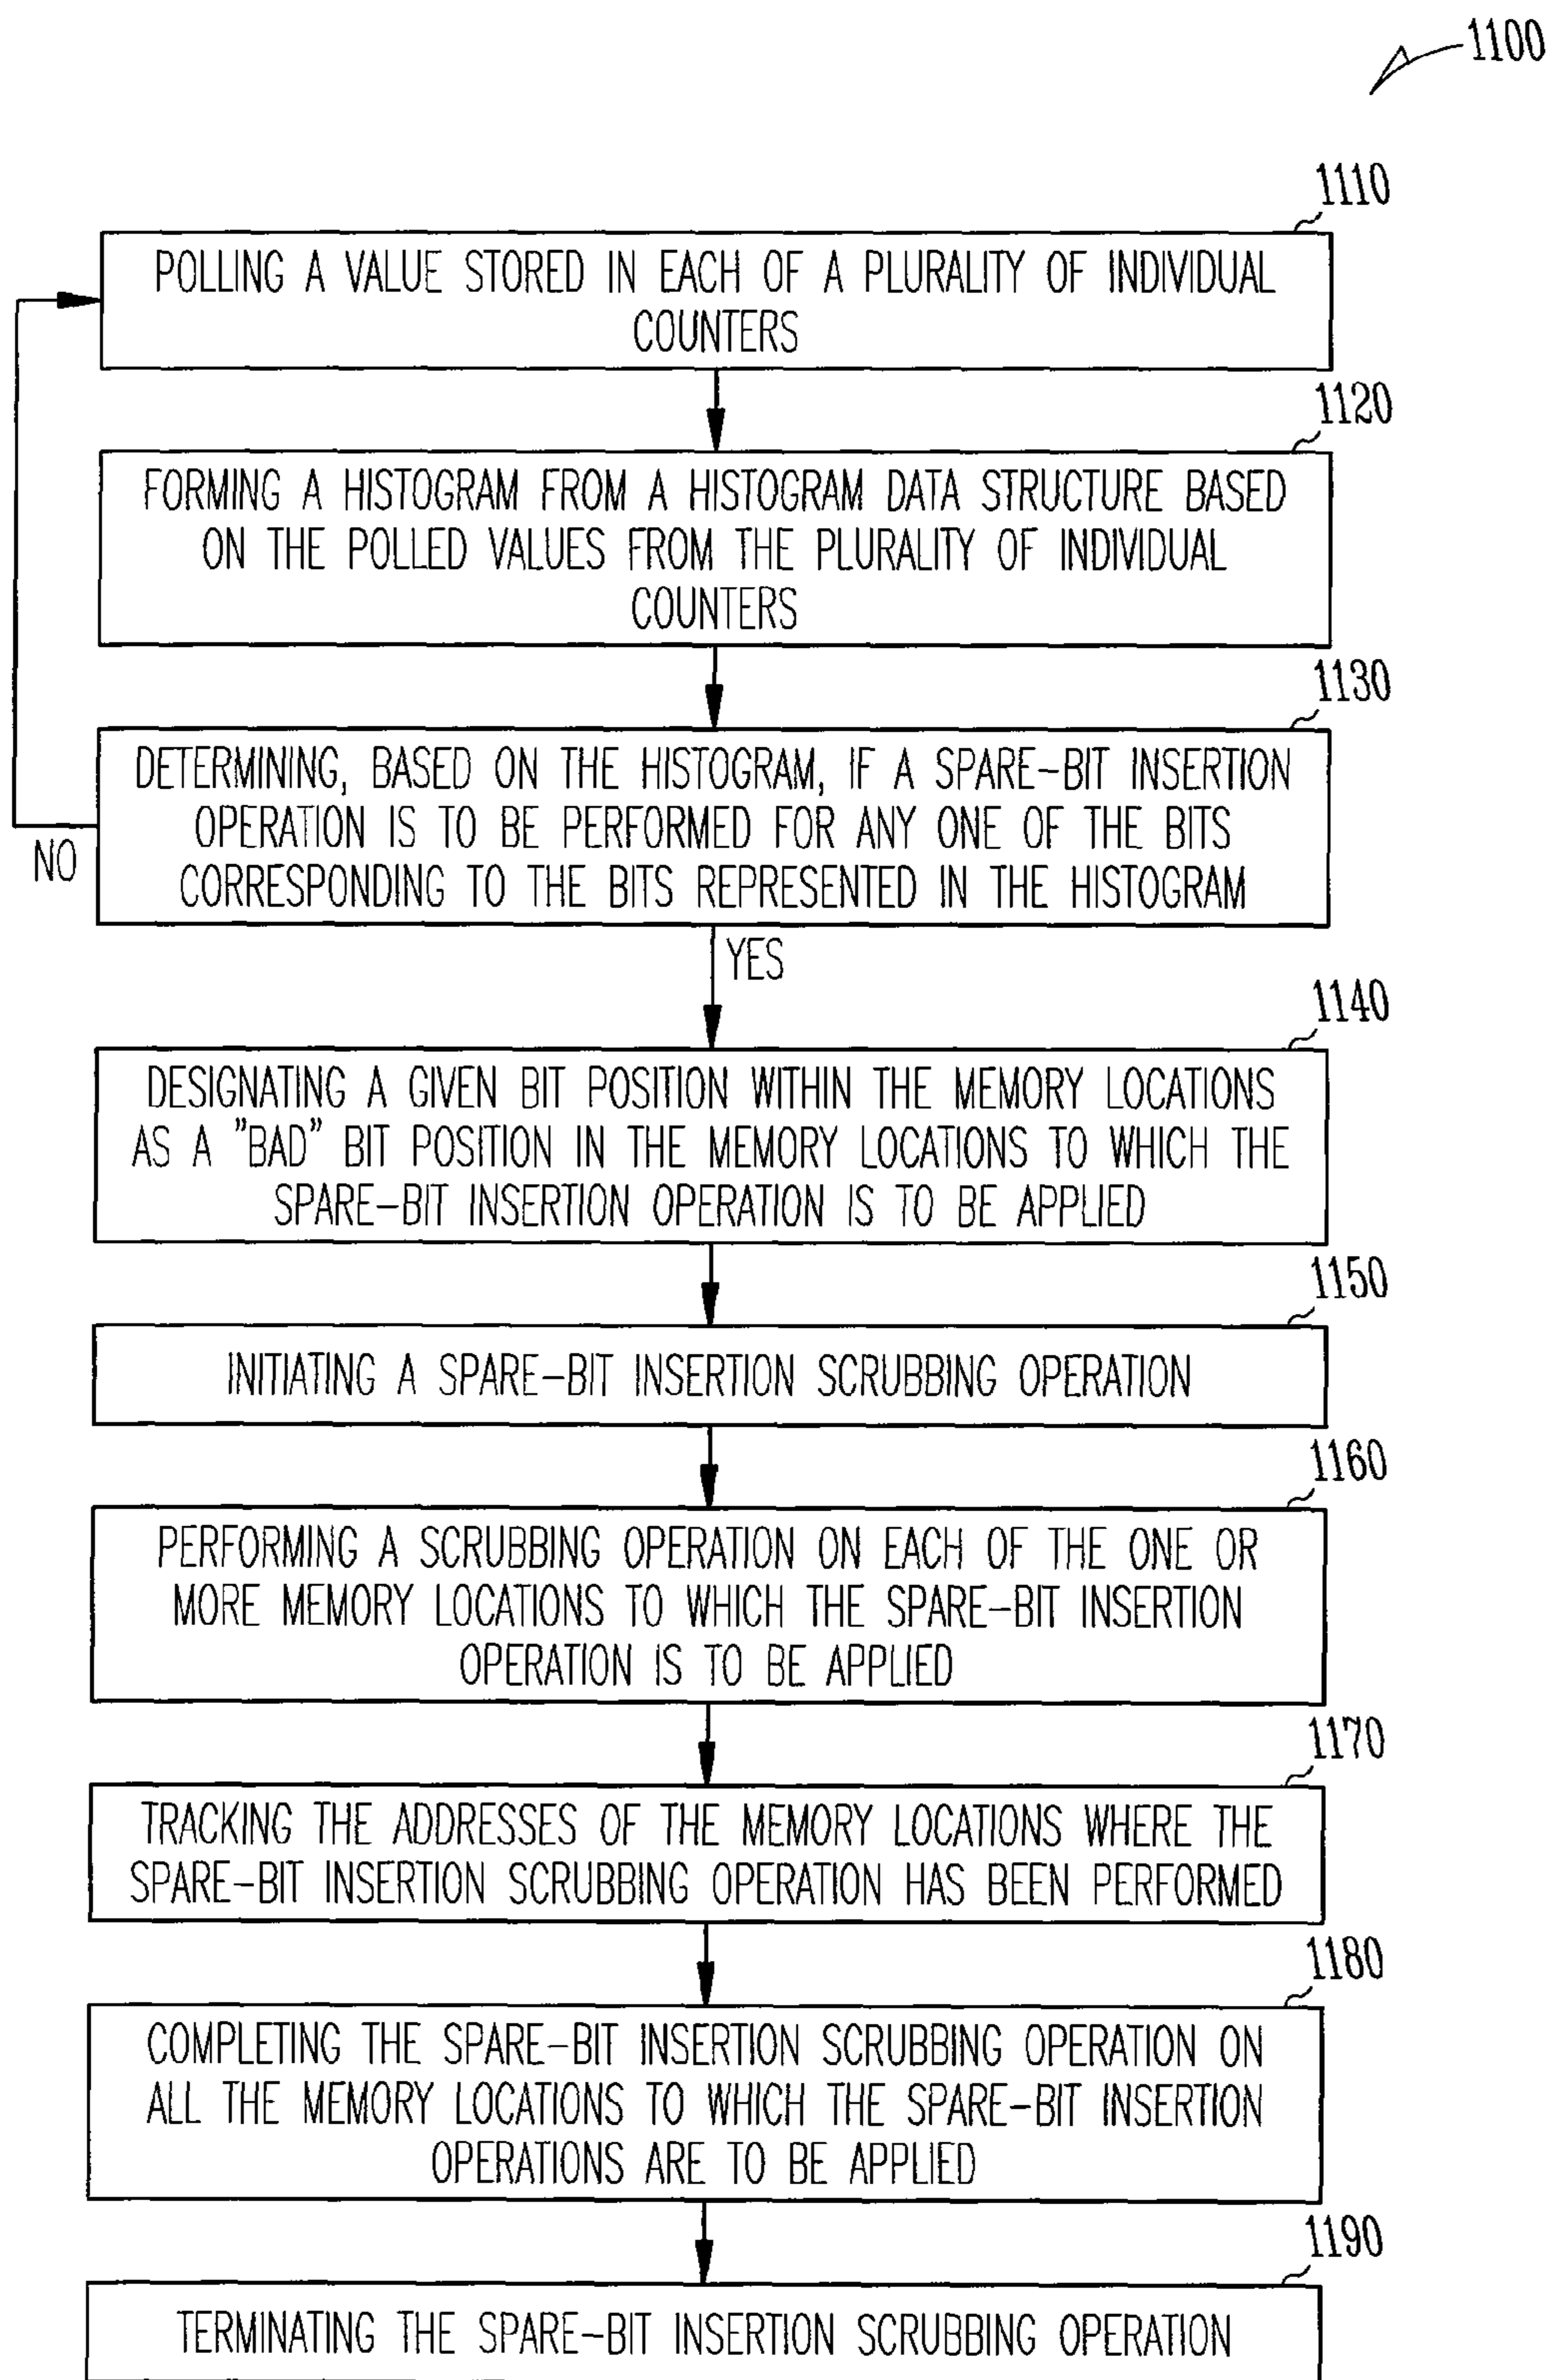 1100
1110
POLLING A VALUE STORED IN EACH OF A PLURALITY OF INDIVIDUAL
COUNTERS
1120
FORMING A HISTOGRAM FROM A HISTOGRAM DATA STRUCTURE BASED
ON THE POLLED VALUES FROM THE PLURALITY OF INDIVIDUAL
COUNTERS
1130
DETERMINING, BASED ON THE HISTOGRAM, IF A SPARE-BIT INSERTION
OPERATION IS TO BE PERFORMED FOR ANY ONE OF THE BITS
CORRESPONDING TO THE BITS REPRESENTED IN THE HISTOGRAM
NO
YES
1140
DESIGNATING A GIVEN BIT POSITION WITHIN THE MEMORY LOCATIONS
AS A "BAD" BIT POSITION IN THE MEMORY LOCATIONS TO WHICH THE
SPARE-BIT INSERTION OPERATION IS TO BE APPLIED
1150
INITIATING A SPARE-BIT INSERTION SCRUBBING OPERATION
1160
PERFORMING A SCRUBBING OPERATION ON EACH OF THE ONE OR
MORE MEMORY LOCATIONS TO WHICH THE SPARE-BIT INSERTION
OPERATION IS TO BE APPLIED
1170
TRACKING THE ADDRESSES OF THE MEMORY LOCATIONS WHERE THE
SPARE-BIT INSERTION SCRUBBING OPERATION HAS BEEN PERFORMED
1180
COMPLETING THE SPARE-BIT INSERTION SCRUBBING OPERATION ON
ALL THE MEMORY LOCATIONS TO WHICH THE SPARE-BIT INSERTION
OPERATIONS ARE TO BE APPLIED
1190
TERMINATING THE SPARE-BIT INSERTION SCRUBBING OPERATION